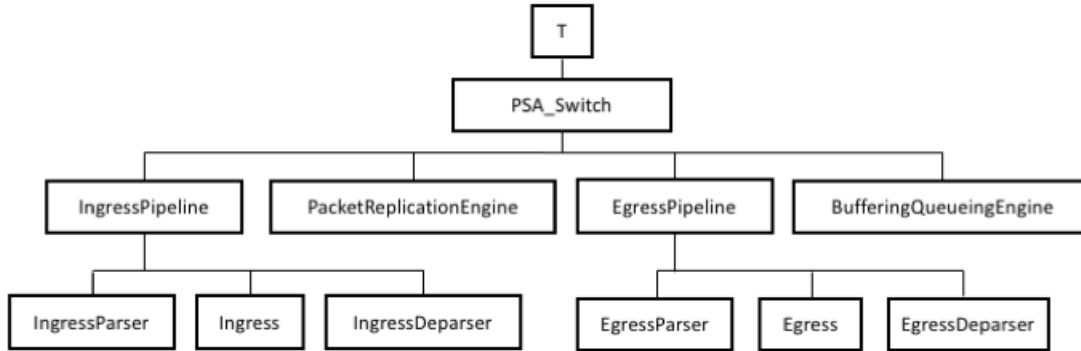 T
PSA_Switch
IngressPipeline
PacketReplicationEngine
EgressPipeline
BufferingQueueingEngine
IngressParser
Ingress
IngressDeparser
EgressParser
Egress
EgressDeparser